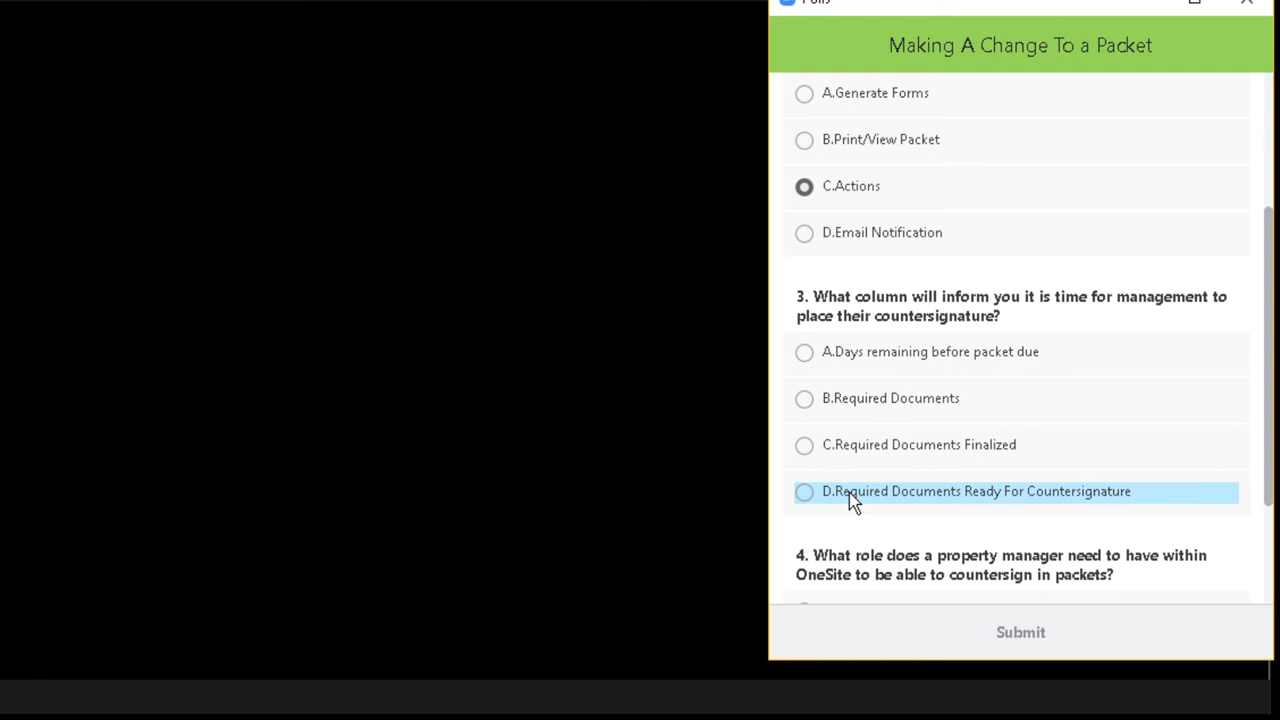 Making A Change To a Packet
A.Generate Forms
B.Print/View Packet
C.Actions
D.Email Notification
3. What column will inform you it is time for management to
place their countersignature?
A.Days remaining before packet due
B.Required Documents
C.Required Documents Finalized
D.Required Documents Ready For Countersignature
4. What role does a property manager need to have within
OneSite to be able to countersign in packets?
Submit